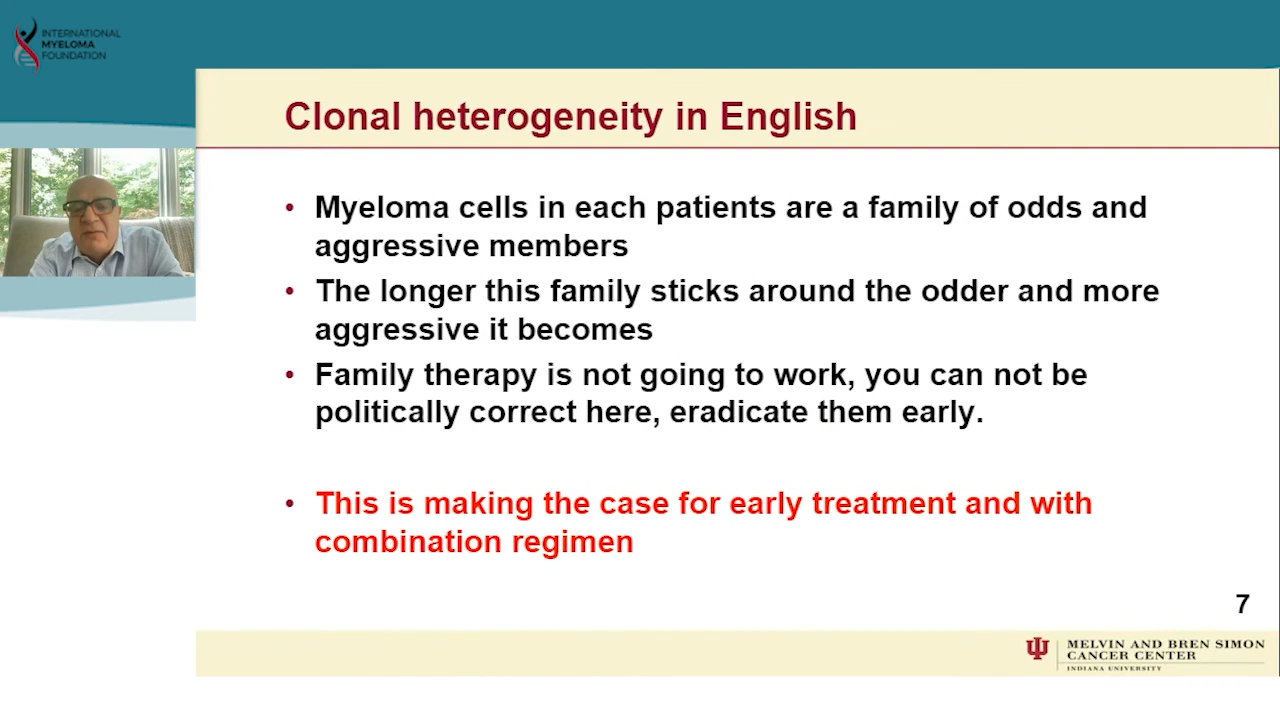 INTERNATIONAL
MYELOMA
FOUNDATION
Clonal heterogeneity in English
• Myeloma cells in each patients are a family of odds and
aggressive members
• The longer this family sticks around the odder and more
aggressive it becomes
• Family therapy is not going to work, you can not be
politically correct here, eradicate them early.
• This is making the case for early treatment and with
combination regimen
7
MELVIN AND BREN SIMON
CANCER CENTER
INDIANA UNIVERSITY